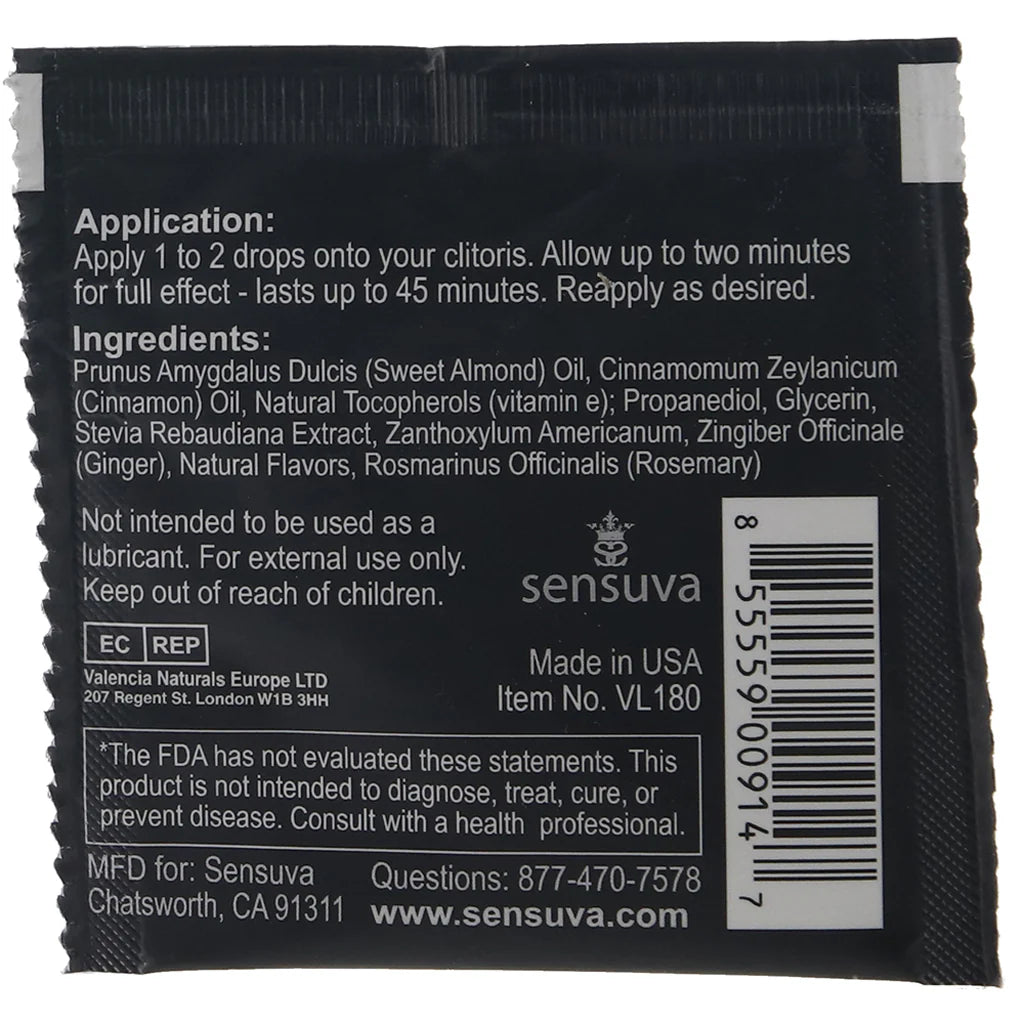 Application:
Apply 1 to 2 drops onto your clitoris. Allow up to two minutes
for full effect - lasts up to 45 minutes. Reapply as desired.
Ingredients:
Prunus Amygdalus Dulcis (Sweet Almond) Oil, Cinnamomum Zeylanicum
(Cinnamon) Oil, Natural Tocopherols (vitamin e); Propanediol, Glycerin,
Stevia Rebaudiana Extract, Zanthoxylum Americanum, Zingiber Officinale
(Ginger), Natural Flavors, Rosmarinus Officinalis (Rosemary)
Not intended to be used as a
lubricant. For external use only.
Keep out of reach of children.
EC REP
Valencia Naturals Europe LTD
207 Regent St. London W1B 3HH
sensuva
Made in USA
Item No. VL180
8 55559 00914 7
*The FDA has not evaluated these statements. This
product is not intended to diagnose, treat, cure, or
prevent disease. Consult with a health professional.
MFD for: Sensuva
Chatsworth, CA 91311
Questions: 877-470-7578
www.sensuva.com